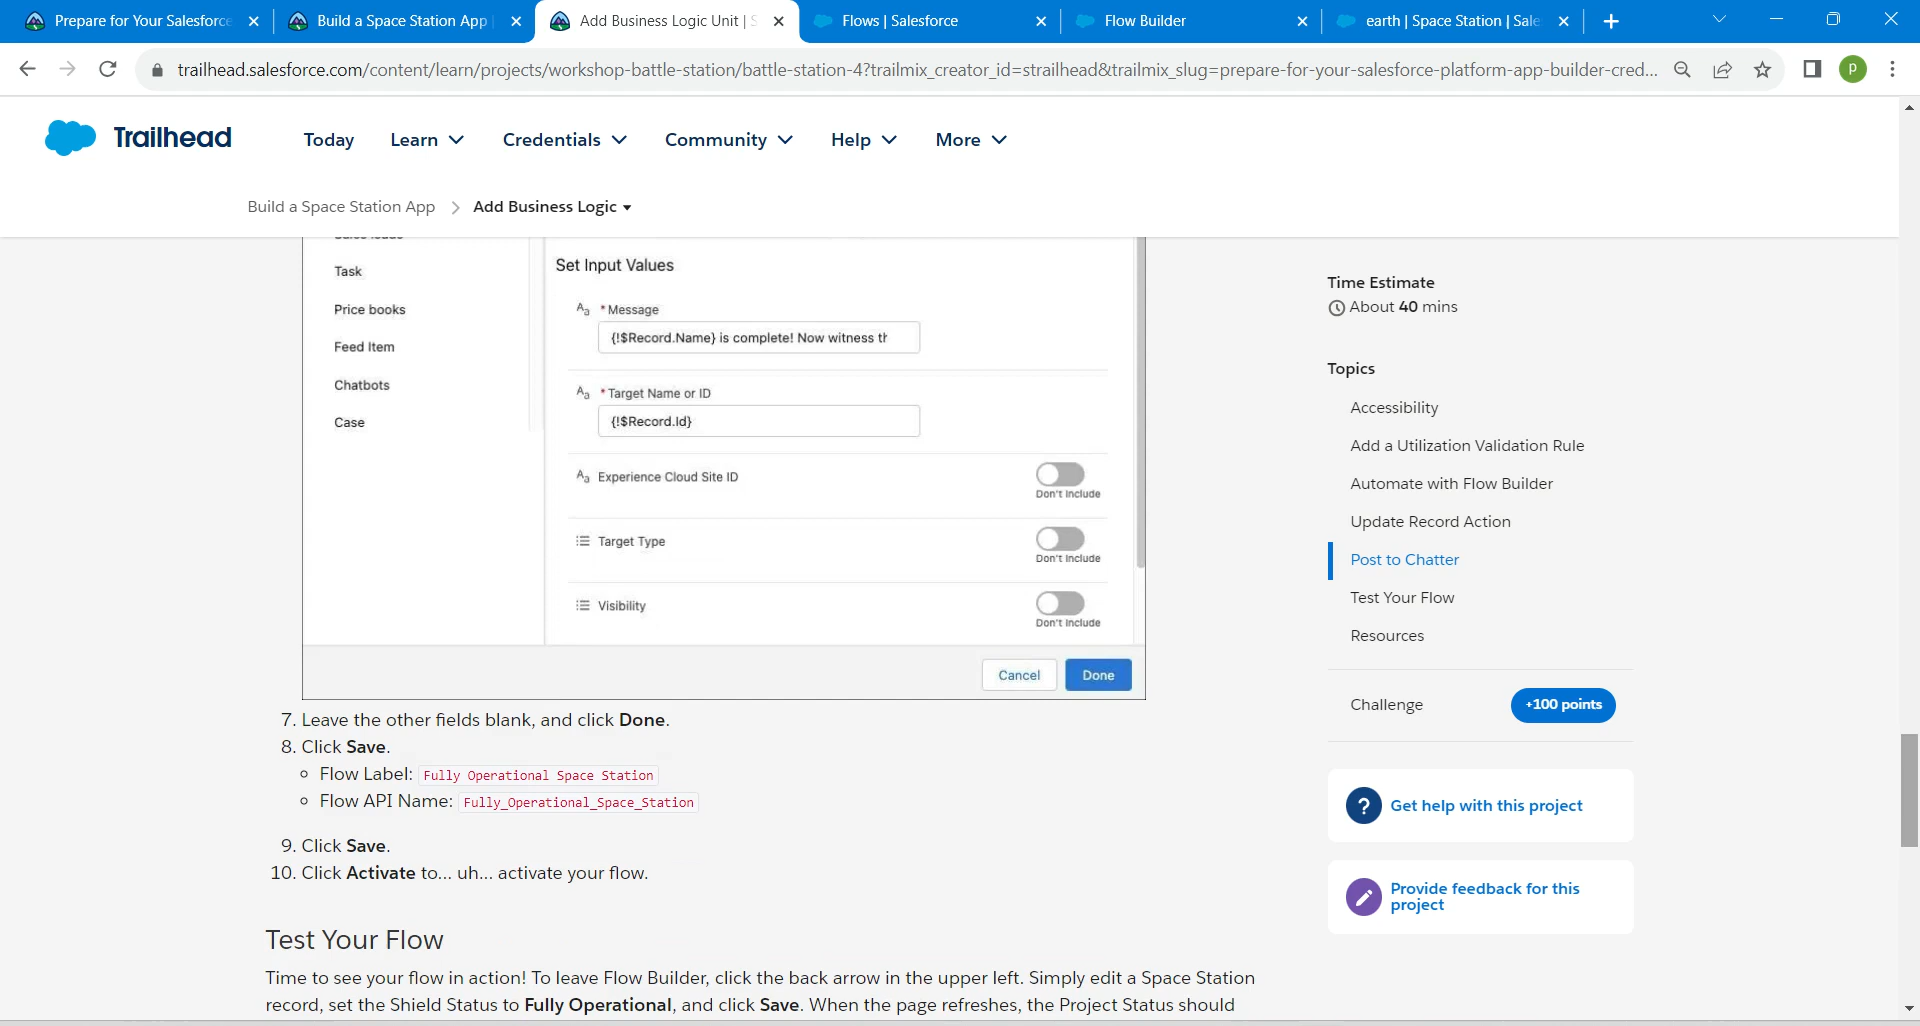 Prepare for Your Salesforce
Build a Space Station App
Add Business Logic Unit | S
Flows | Salesforce
Flow Builder
earth | Space Station | Sale
trailhead.salesforce.com/content/learn/projects/workshop-battle-station/battle-station-4?trailmix_creator_id=strailhead&trailmix_slug=prepare-for-your-salesforce-platform-app-builder-cred...
P
Trailhead
Today
Learn
Credentials
Community
Help
More
Build a Space Station App
Add Business Logic
Task
Price books
Feed Item
Chatbots
Case
Set Input Values
Aa * Message
{!$Record.Name} is complete! Now witness th
Aa * Target Name or ID
{!$Record.Id}
Aa Experience Cloud Site ID
Don't Include
Target Type
Don't Include
Visibility
Don't Include
Cancel
Done
7. Leave the other fields blank, and click Done.
8. Click Save.
Flow Label: Fully Operational Space Station
Flow API Name: Fully_Operational_Space_Station
9. Click Save.
10. Click Activate to... uh... activate your flow.
Test Your Flow
Time to see your flow in action! To leave Flow Builder, click the back arrow in the upper left. Simply edit a Space Station
record, set the Shield Status to Fully Operational, and click Save. When the page refreshes, the Project Status should
Time Estimate
About 40 mins
Topics
Accessibility
Add a Utilization Validation Rule
Automate with Flow Builder
Update Record Action
Post to Chatter
Test Your Flow
Resources
Challenge
+100 points
? Get help with this project
Provide feedback for this
project